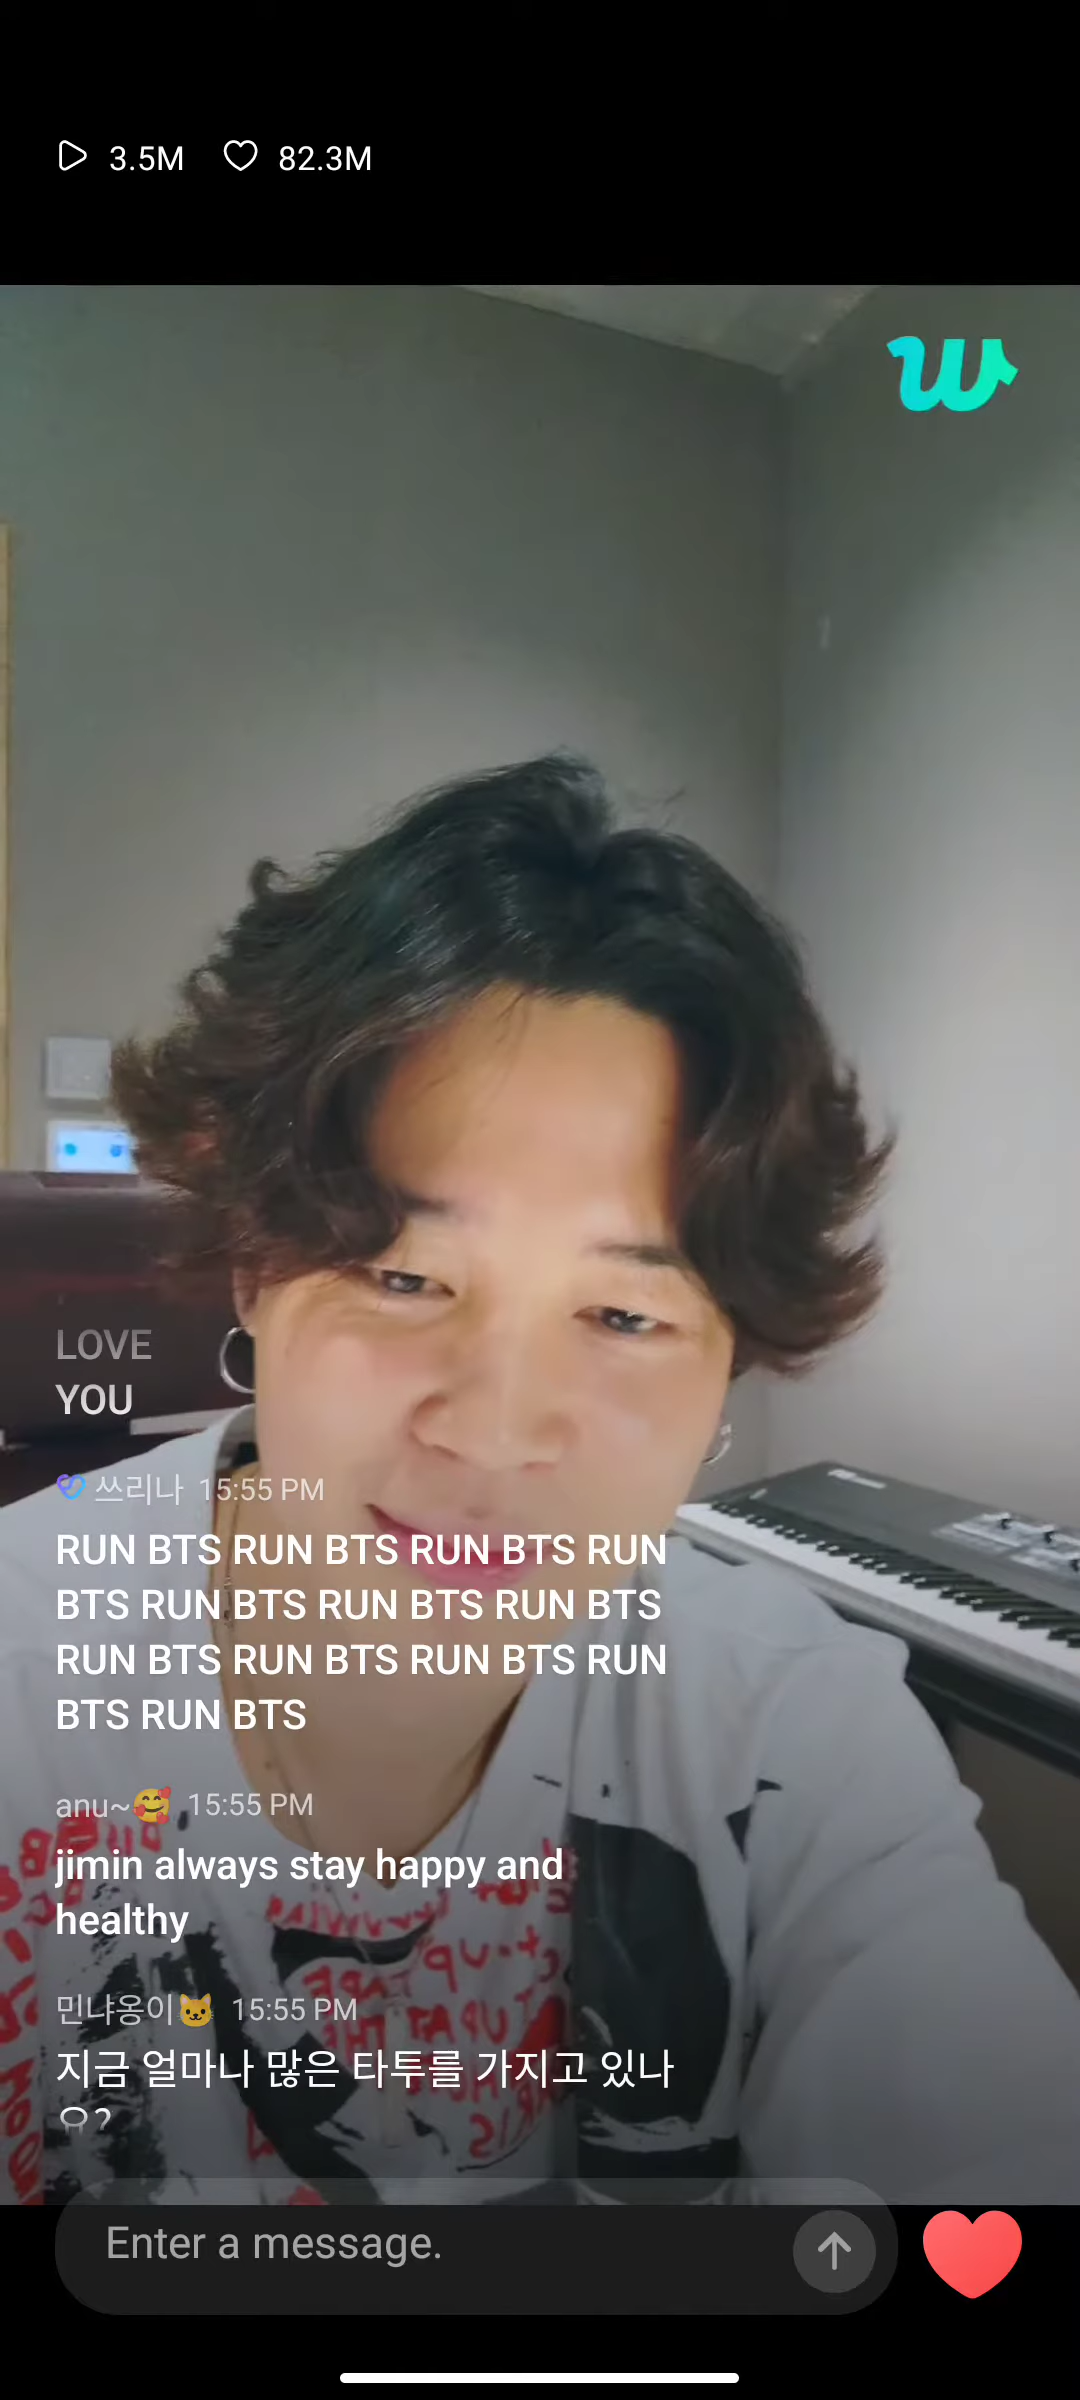 3.5M 82.3M
LOVE
YOU
쓰리나 15:55 PM
RUN BTS RUN BTS RUN BTS RUN
BTS RUN BTS RUN BTS RUN BTS
RUN BTS RUN BTS RUN BTS RUN
BTS RUN BTS
anu~🥰 15:55 PM
jimin always stay happy and
healthy
민냐옹이🐱 15:55 PM
지금 얼마나 많은 타투를 가지고 있나
요?
Enter a message.